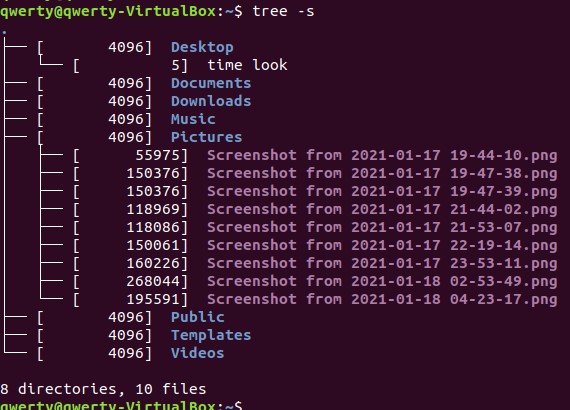 qwerty@qwerty-VirtualBox:~$ tree -s
.
├── [       4096]  Desktop
│   └── [          5]  time look
├── [       4096]  Documents
├── [       4096]  Downloads
├── [       4096]  Music
├── [       4096]  Pictures
│   ├── [      55975]  Screenshot from 2021-01-17 19-44-10.png
│   ├── [     150376]  Screenshot from 2021-01-17 19-47-38.png
│   ├── [     150376]  Screenshot from 2021-01-17 19-47-39.png
│   ├── [     118969]  Screenshot from 2021-01-17 21-44-02.png
│   ├── [     118086]  Screenshot from 2021-01-17 21-53-07.png
│   ├── [     150061]  Screenshot from 2021-01-17 22-19-14.png
│   ├── [     160226]  Screenshot from 2021-01-17 23-53-11.png
│   ├── [     268044]  Screenshot from 2021-01-18 02-53-49.png
│   └── [     195591]  Screenshot from 2021-01-18 04-23-17.png
├── [       4096]  Public
├── [       4096]  Templates
└── [       4096]  Videos
8 directories, 10 files
qwerty@qwerty-VirtualBox:~$